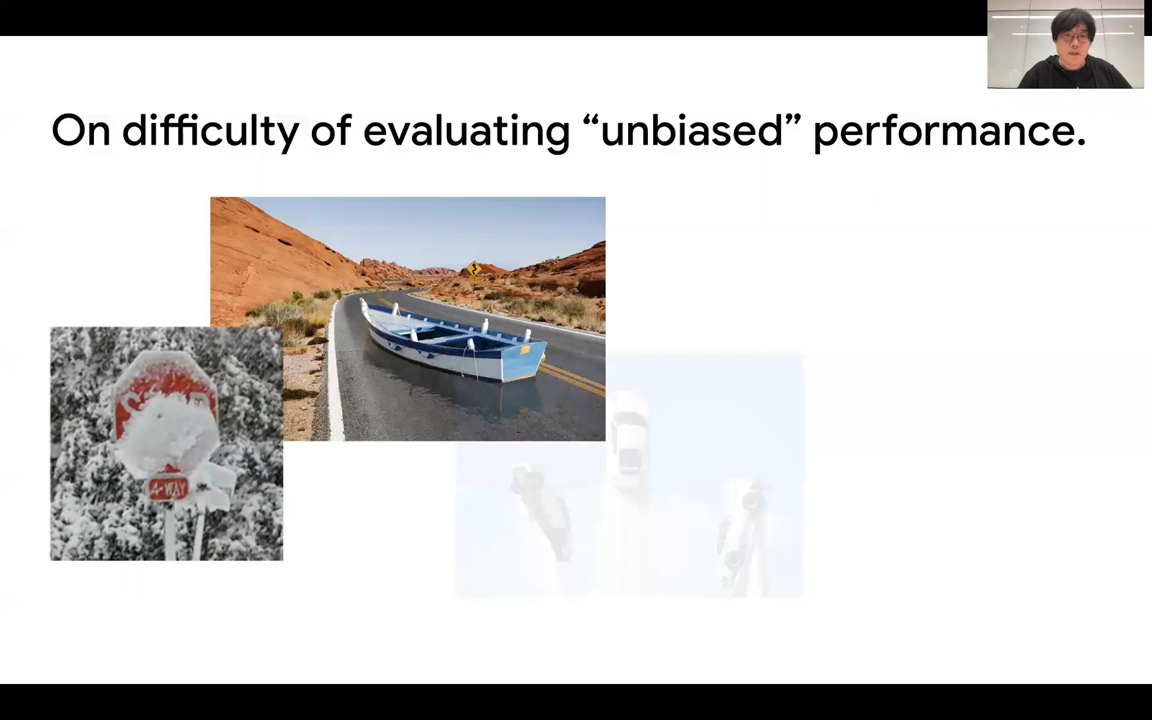 On difficulty of evaluating “unbiased” performance.
4-WAY